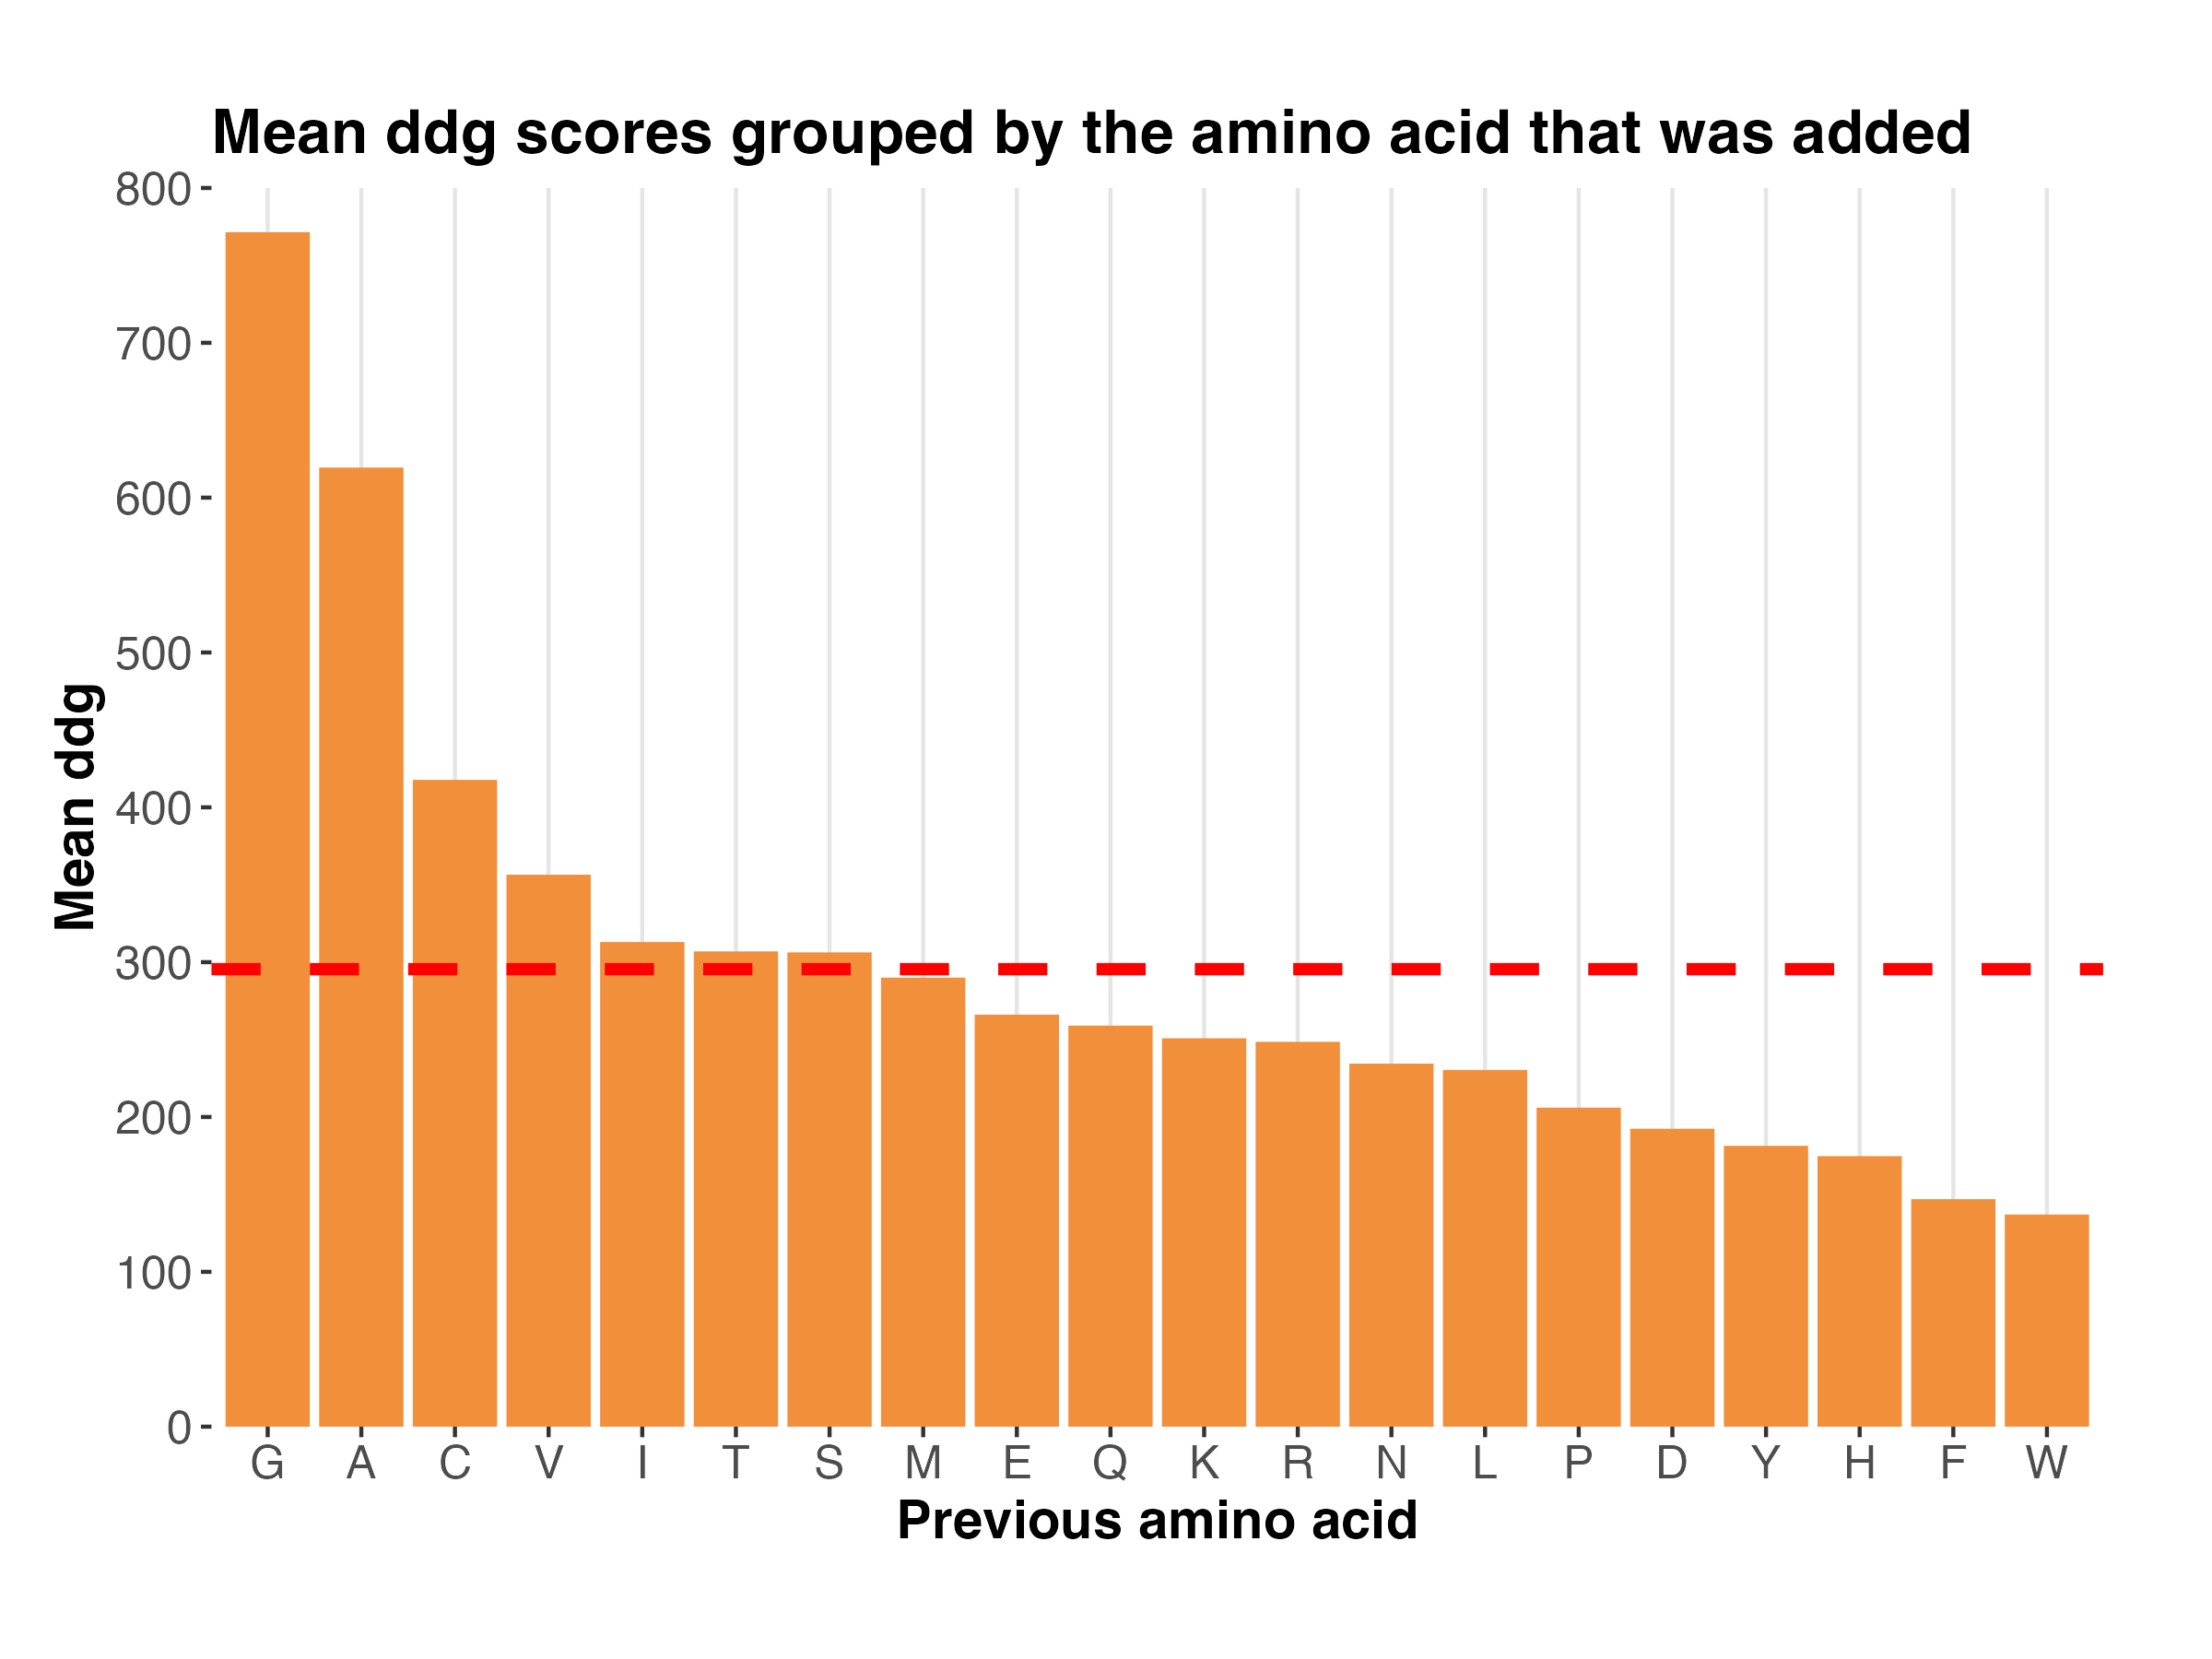 Mean ddg scores grouped by the amino acid that was added
800
700
600
500
400
300
200
100
0
Mean ddg
G A C V I T S M E Q K R N L P D Y H F W
Previous amino acid